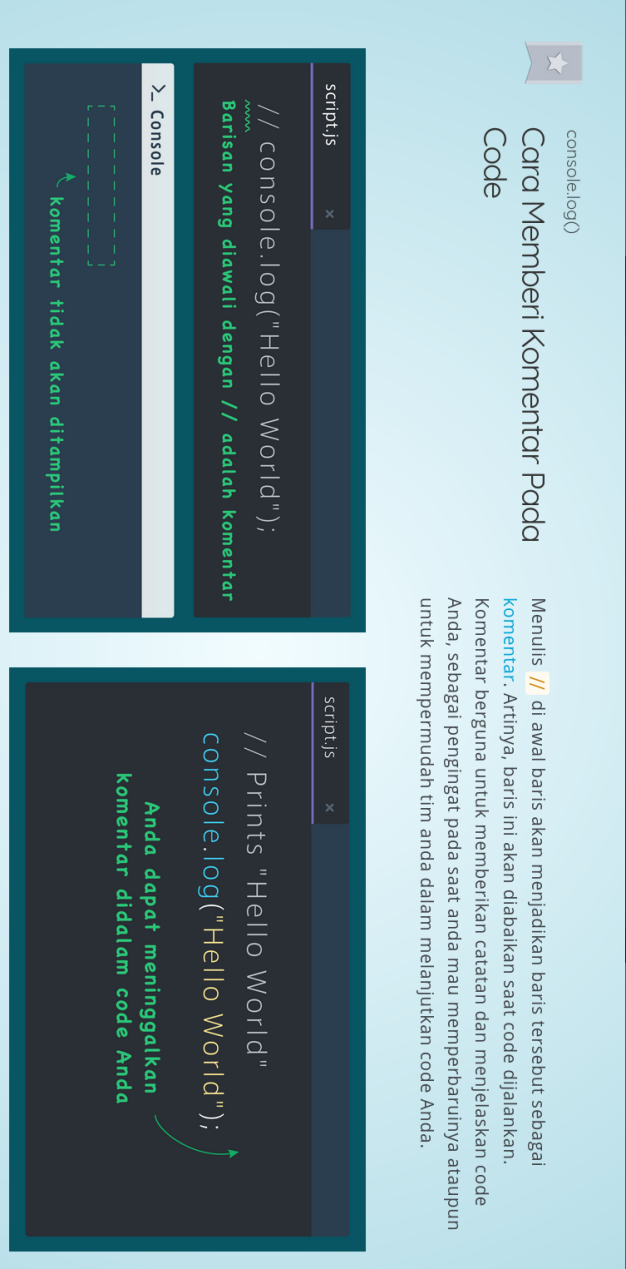 console.log()
Cara Memberi Komentar Pada
Code
Menulis // di awal baris akan menjadikan baris tersebut sebagai
komentar. Artinya, baris ini akan diabaikan saat code dijalankan.
Komentar berguna untuk memberikan catatan dan menjelaskan code
Anda, sebagai pengingat pada saat anda mau memperbaruinya ataupun
untuk mempermudah tim anda dalam melanjutkan code Anda.
script.js ×
// console.log("Hello World");
Barisan yang diawali dengan // adalah komentar
>_ Console
komentar tidak akan ditampilkan
script.js ×
// Prints "Hello World"
console.log("Hello World");
Anda dapat meninggalkan
komentar didalam code Anda